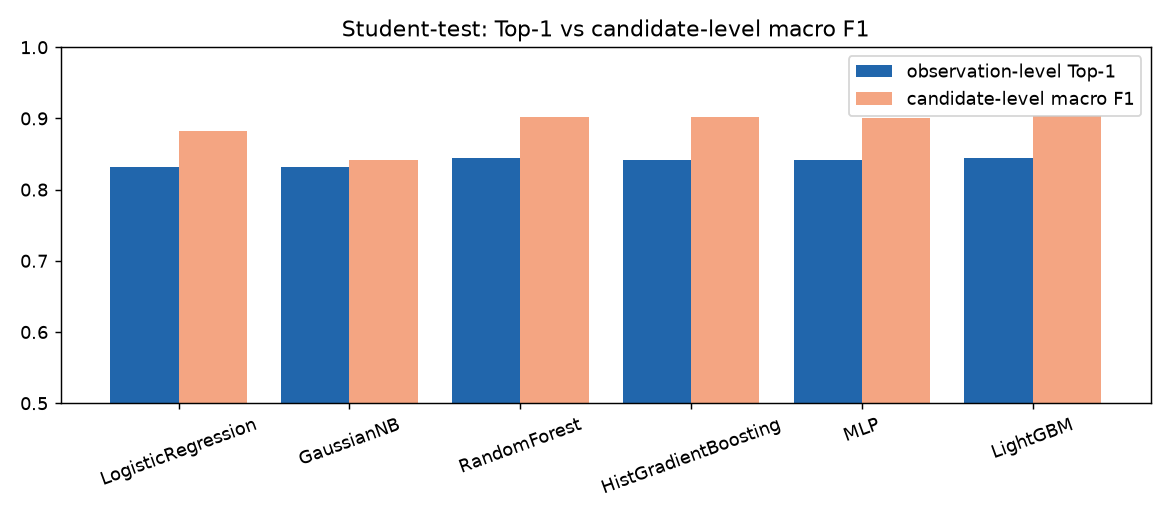 Student-test: Top-1 vs candidate-level macro F1
1.0
0.9
0.8
0.7
0.6
0.5
observation-level Top-1
candidate-level macro F1
LogisticRegression
GaussianNB
RandomForest
HistGradientBoosting
MLP
LightGBM